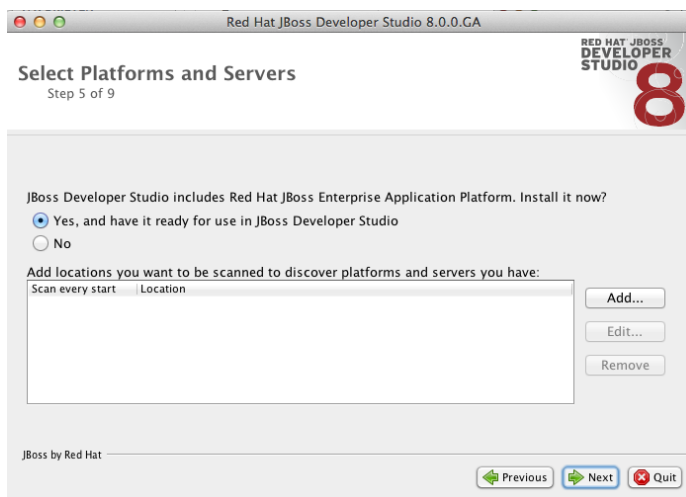 Red Hat JBoss Developer Studio 8.0.0.GA
RED HAT JBOSS
DEVELOPER
STUDIO
8
Select Platforms and Servers
Step 5 of 9
JBoss Developer Studio includes Red Hat JBoss Enterprise Application Platform. Install it now?
Yes, and have it ready for use in JBoss Developer Studio
No
Add locations you want to be scanned to discover platforms and servers you have:
Scan every start Location
Add...
Edit...
Remove
JBoss by Red Hat
Previous Next Quit